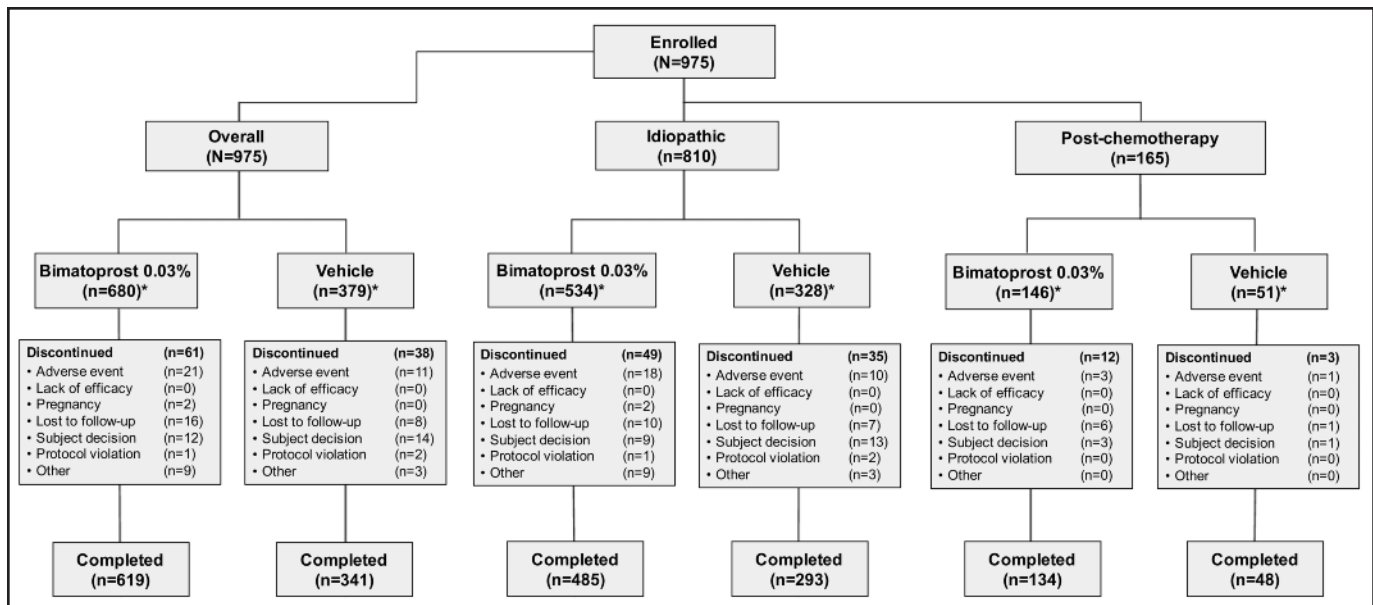 Enrolled
(N=975)
Overall
(N=975)
Idiopathic
(n=810)
Post-chemotherapy
(n=165)
Bimatoprost 0.03%
(n=680)*
Vehicle
(n=379)*
Bimatoprost 0.03%
(n=534)*
Vehicle
(n=328)*
Bimatoprost 0.03%
(n=146)*
Vehicle
(n=51)*
Discontinued (n=61)
• Adverse event (n=21)
• Lack of efficacy (n=0)
• Pregnancy (n=2)
• Lost to follow-up (n=16)
• Subject decision (n=12)
• Protocol violation (n=1)
• Other (n=9)
Discontinued (n=38)
• Adverse event (n=11)
• Lack of efficacy (n=0)
• Pregnancy (n=0)
• Lost to follow-up (n=8)
• Subject decision (n=14)
• Protocol violation (n=2)
• Other (n=3)
Discontinued (n=49)
• Adverse event (n=18)
• Lack of efficacy (n=0)
• Pregnancy (n=2)
• Lost to follow-up (n=10)
• Subject decision (n=9)
• Protocol violation (n=1)
• Other (n=9)
Discontinued (n=35)
• Adverse event (n=10)
• Lack of efficacy (n=0)
• Pregnancy (n=0)
• Lost to follow-up (n=7)
• Subject decision (n=13)
• Protocol violation (n=2)
• Other (n=3)
Discontinued (n=12)
• Adverse event (n=3)
• Lack of efficacy (n=0)
• Pregnancy (n=0)
• Lost to follow-up (n=6)
• Subject decision (n=3)
• Protocol violation (n=0)
• Other (n=0)
Discontinued (n=3)
• Adverse event (n=1)
• Lack of efficacy (n=0)
• Pregnancy (n=0)
• Lost to follow-up (n=1)
• Subject decision (n=1)
• Protocol violation (n=0)
• Other (n=0)
Completed
(n=619)
Completed
(n=341)
Completed
(n=485)
Completed
(n=293)
Completed
(n=134)
Completed
(n=48)